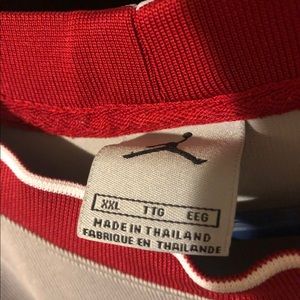 XXL TTG EEG
MADE IN THAILAND
FABRIQUE EN THAILANDE